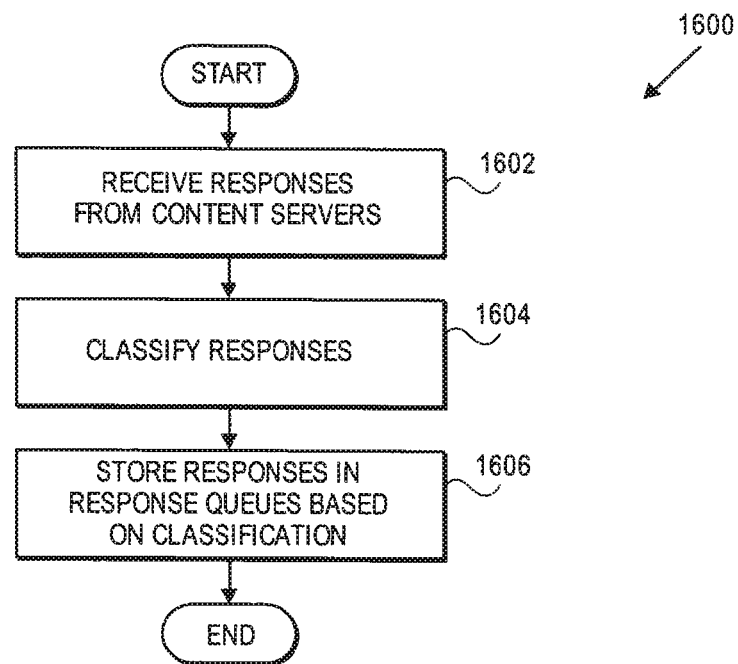 1600
START
RECEIVE RESPONSES
FROM CONTENT SERVERS
1602
CLASSIFY RESPONSES
1604
STORE RESPONSES IN
RESPONSE QUEUES BASED
ON CLASSIFICATION
1606
END